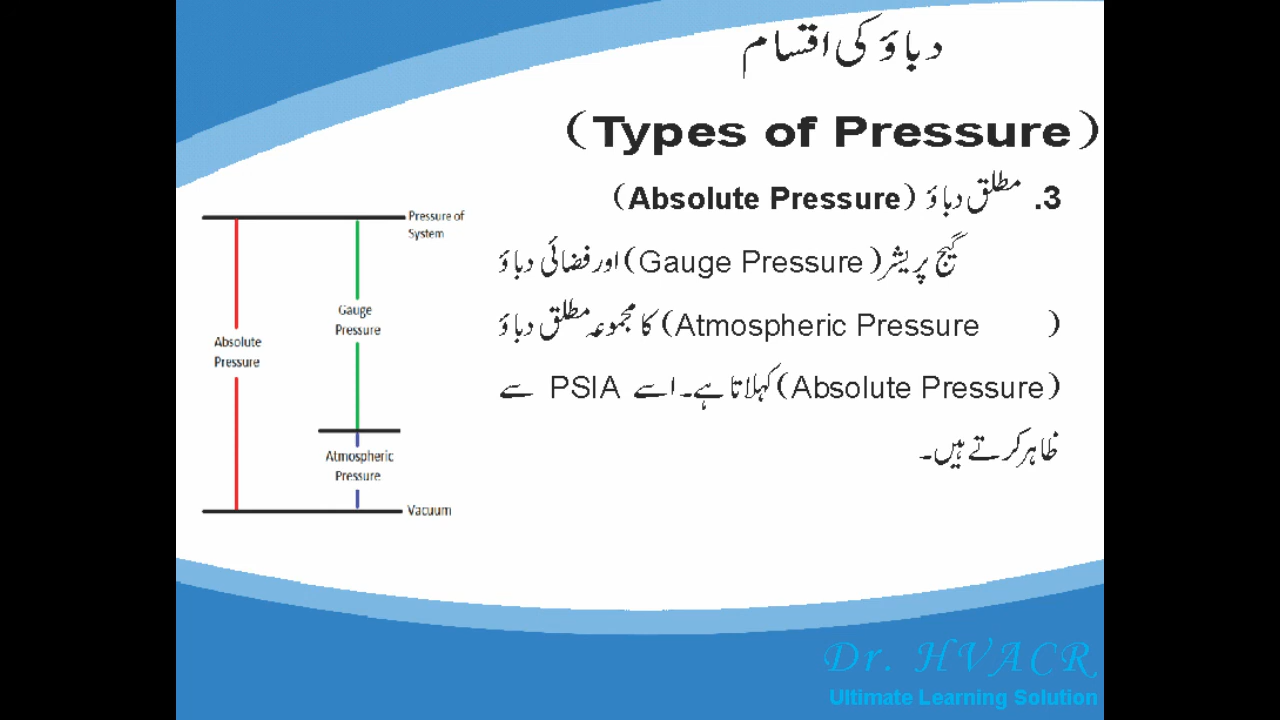 دباؤ کی اقسام
(Types of Pressure)
3. مطلق دباؤ (Absolute Pressure)
گیج پریشر (Gauge Pressure) اور فضائی دباؤ
(Atmospheric Pressure) کا مجموعہ مطلق دباؤ
(Absolute Pressure) کہلاتا ہے۔ اسے PSIA سے
ظاہر کرتے ہیں۔
Pressure of
System
Gauge
Pressure
Absolute
Pressure
Atmospheric
Pressure
Vacuum
Dr. HVACR
Ultimate Learning Solution